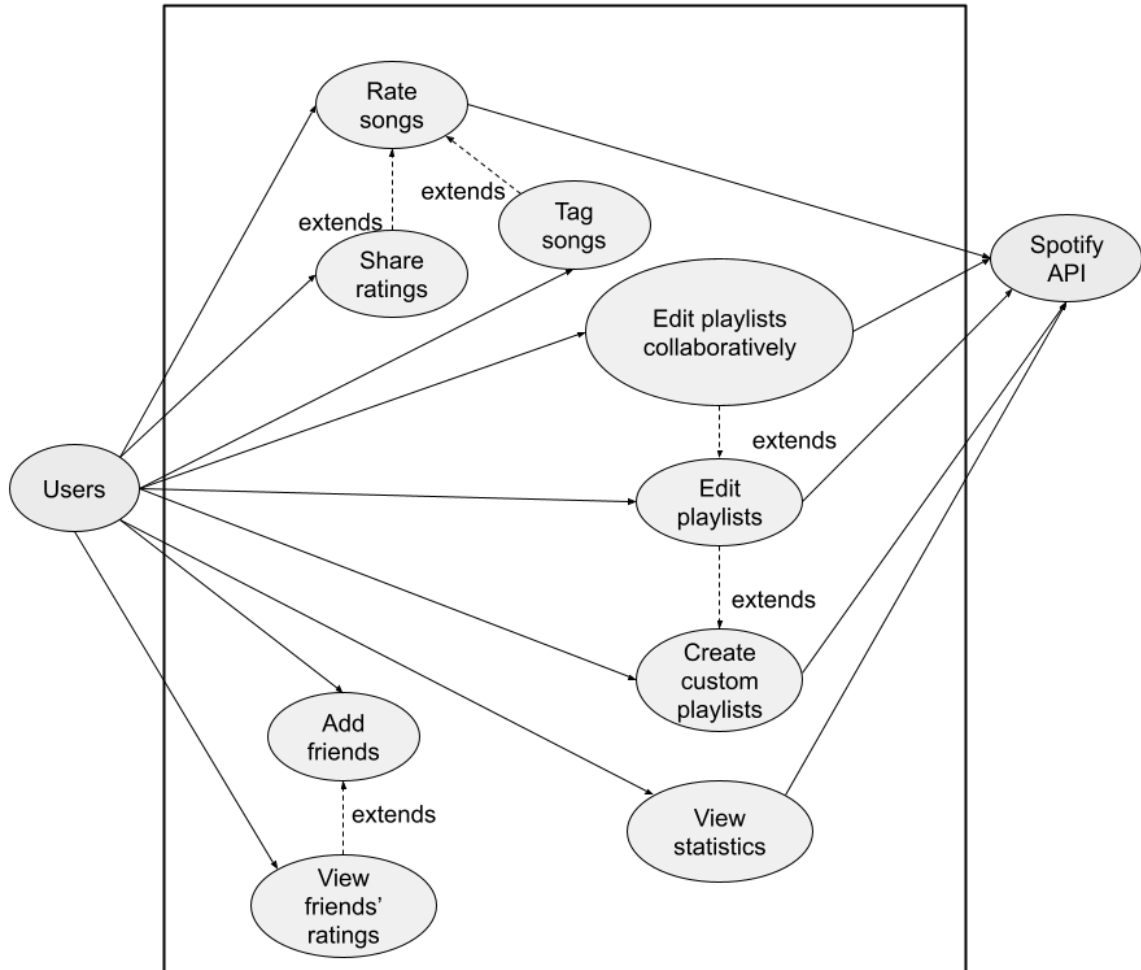 Rate
songs
extends
Tag
songs
extends
Share
ratings
Spotify
API
Edit playlists
collaboratively
extends
Users
Edit
playlists
extends
Create
custom
playlists
Add
friends
extends
View
statistics
View
friends’
ratings